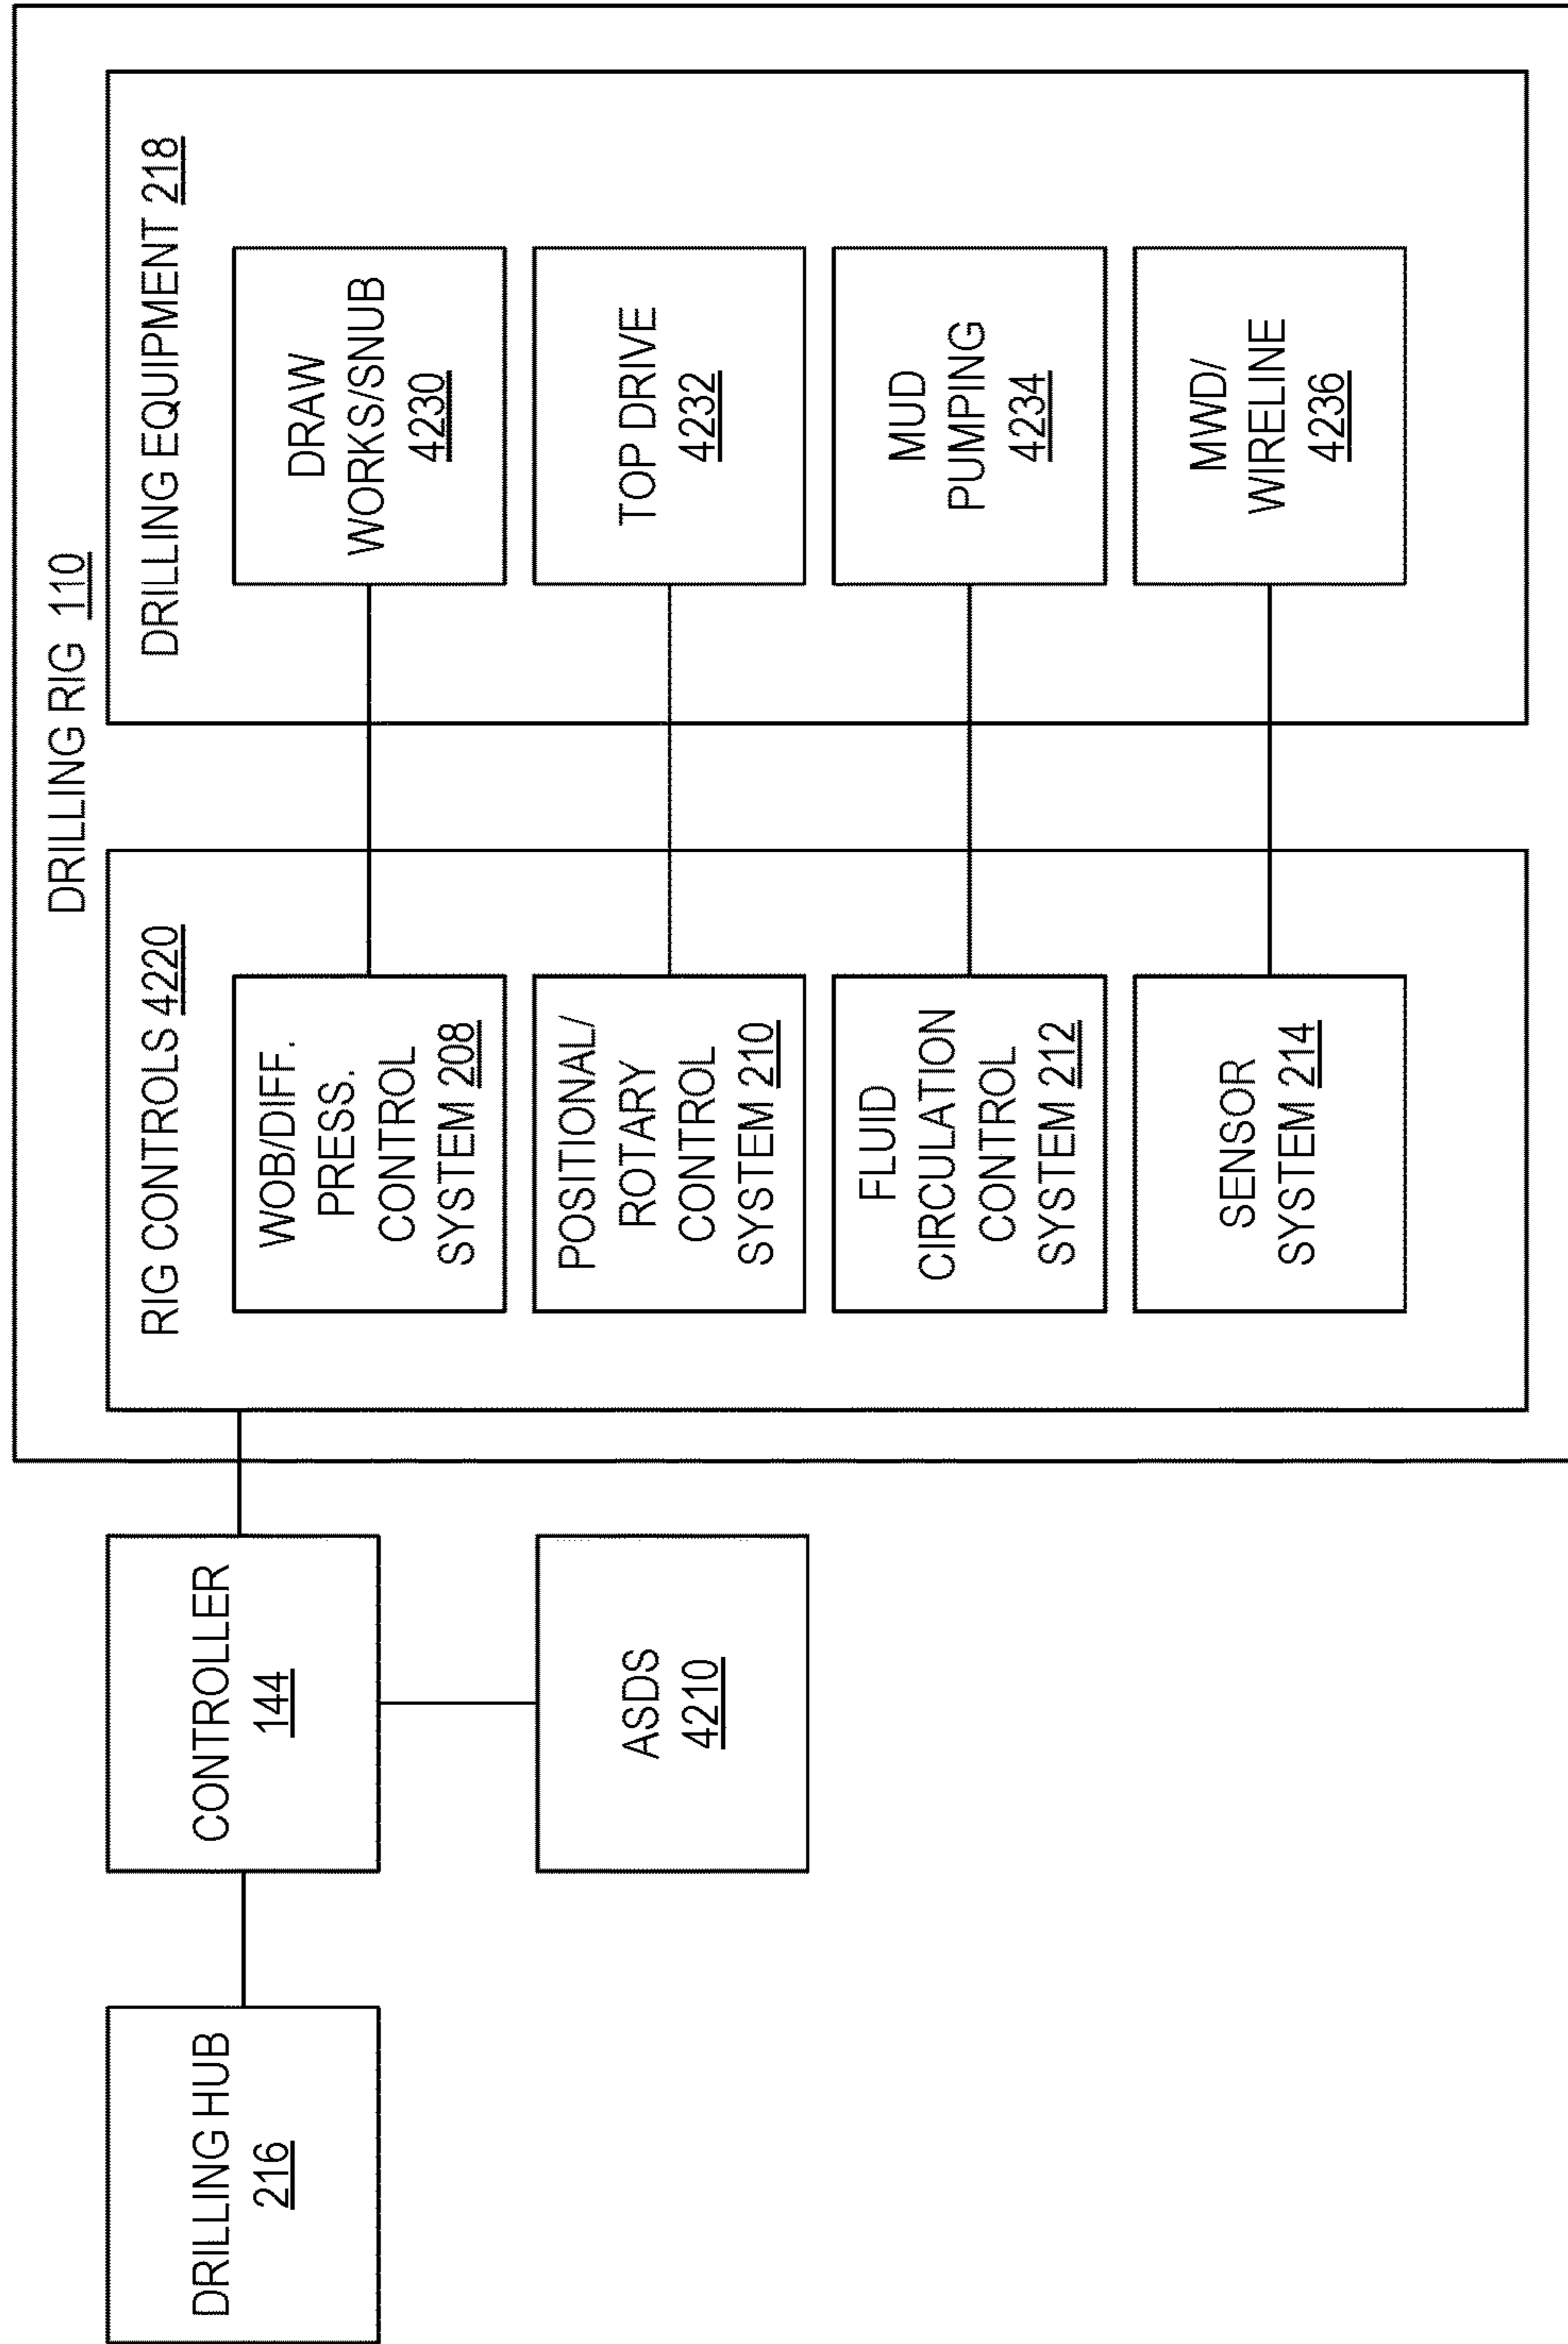 DRILLING RIG 110
DRILLING HUB
216
CONTROLLER
144
ASDS
4210
RIG CONTROLS 4220
WOB/DIFF.
PRESS.
CONTROL
SYSTEM 208
POSITIONAL/
ROTARY
CONTROL
SYSTEM 210
FLUID
CIRCULATION
CONTROL
SYSTEM 212
SENSOR
SYSTEM 214
DRILLING EQUIPMENT 218
DRAW
WORKS/SNUB
4230
TOP DRIVE
4232
MUD
PUMPING
4234
MWD/
WIRELINE
4236